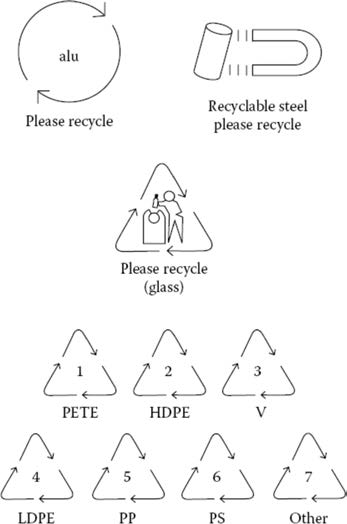 alu
Please recycle
Recyclable steel
please recycle
Please recycle
(glass)
1
2
3
PETE
HDPE
V
4
5
6
7
LDPE
PP
PS
Other